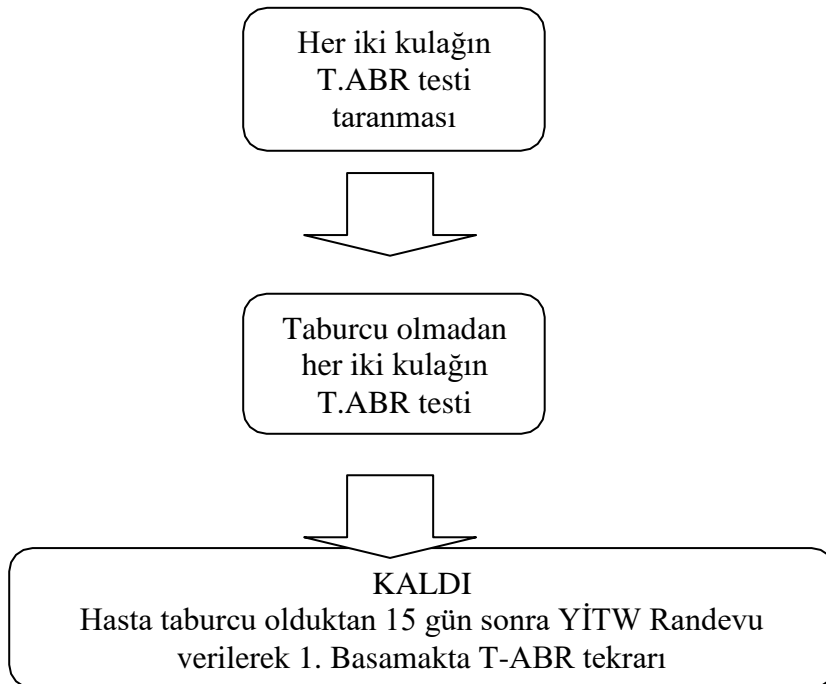 Her iki kulağın
T.ABR testi
taranması
Taburcu olmadan
her iki kulağın
T.ABR testi
KALDI
Hasta taburcu olduktan 15 gün sonra YİTW Randevu
verilerek 1. Basamakta T-ABR tekrarı